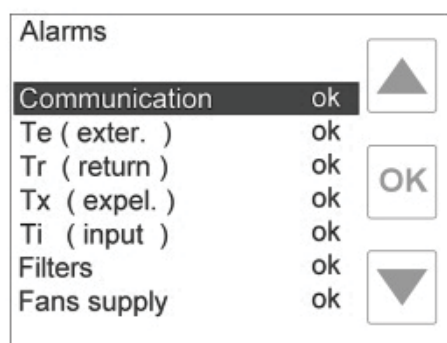 Alarms
Communication ok
Te ( exter. ) ok
Tr ( return ) ok
Tx ( expel. ) ok
Ti ( input ) ok
Filters ok
Fans supply ok
OK